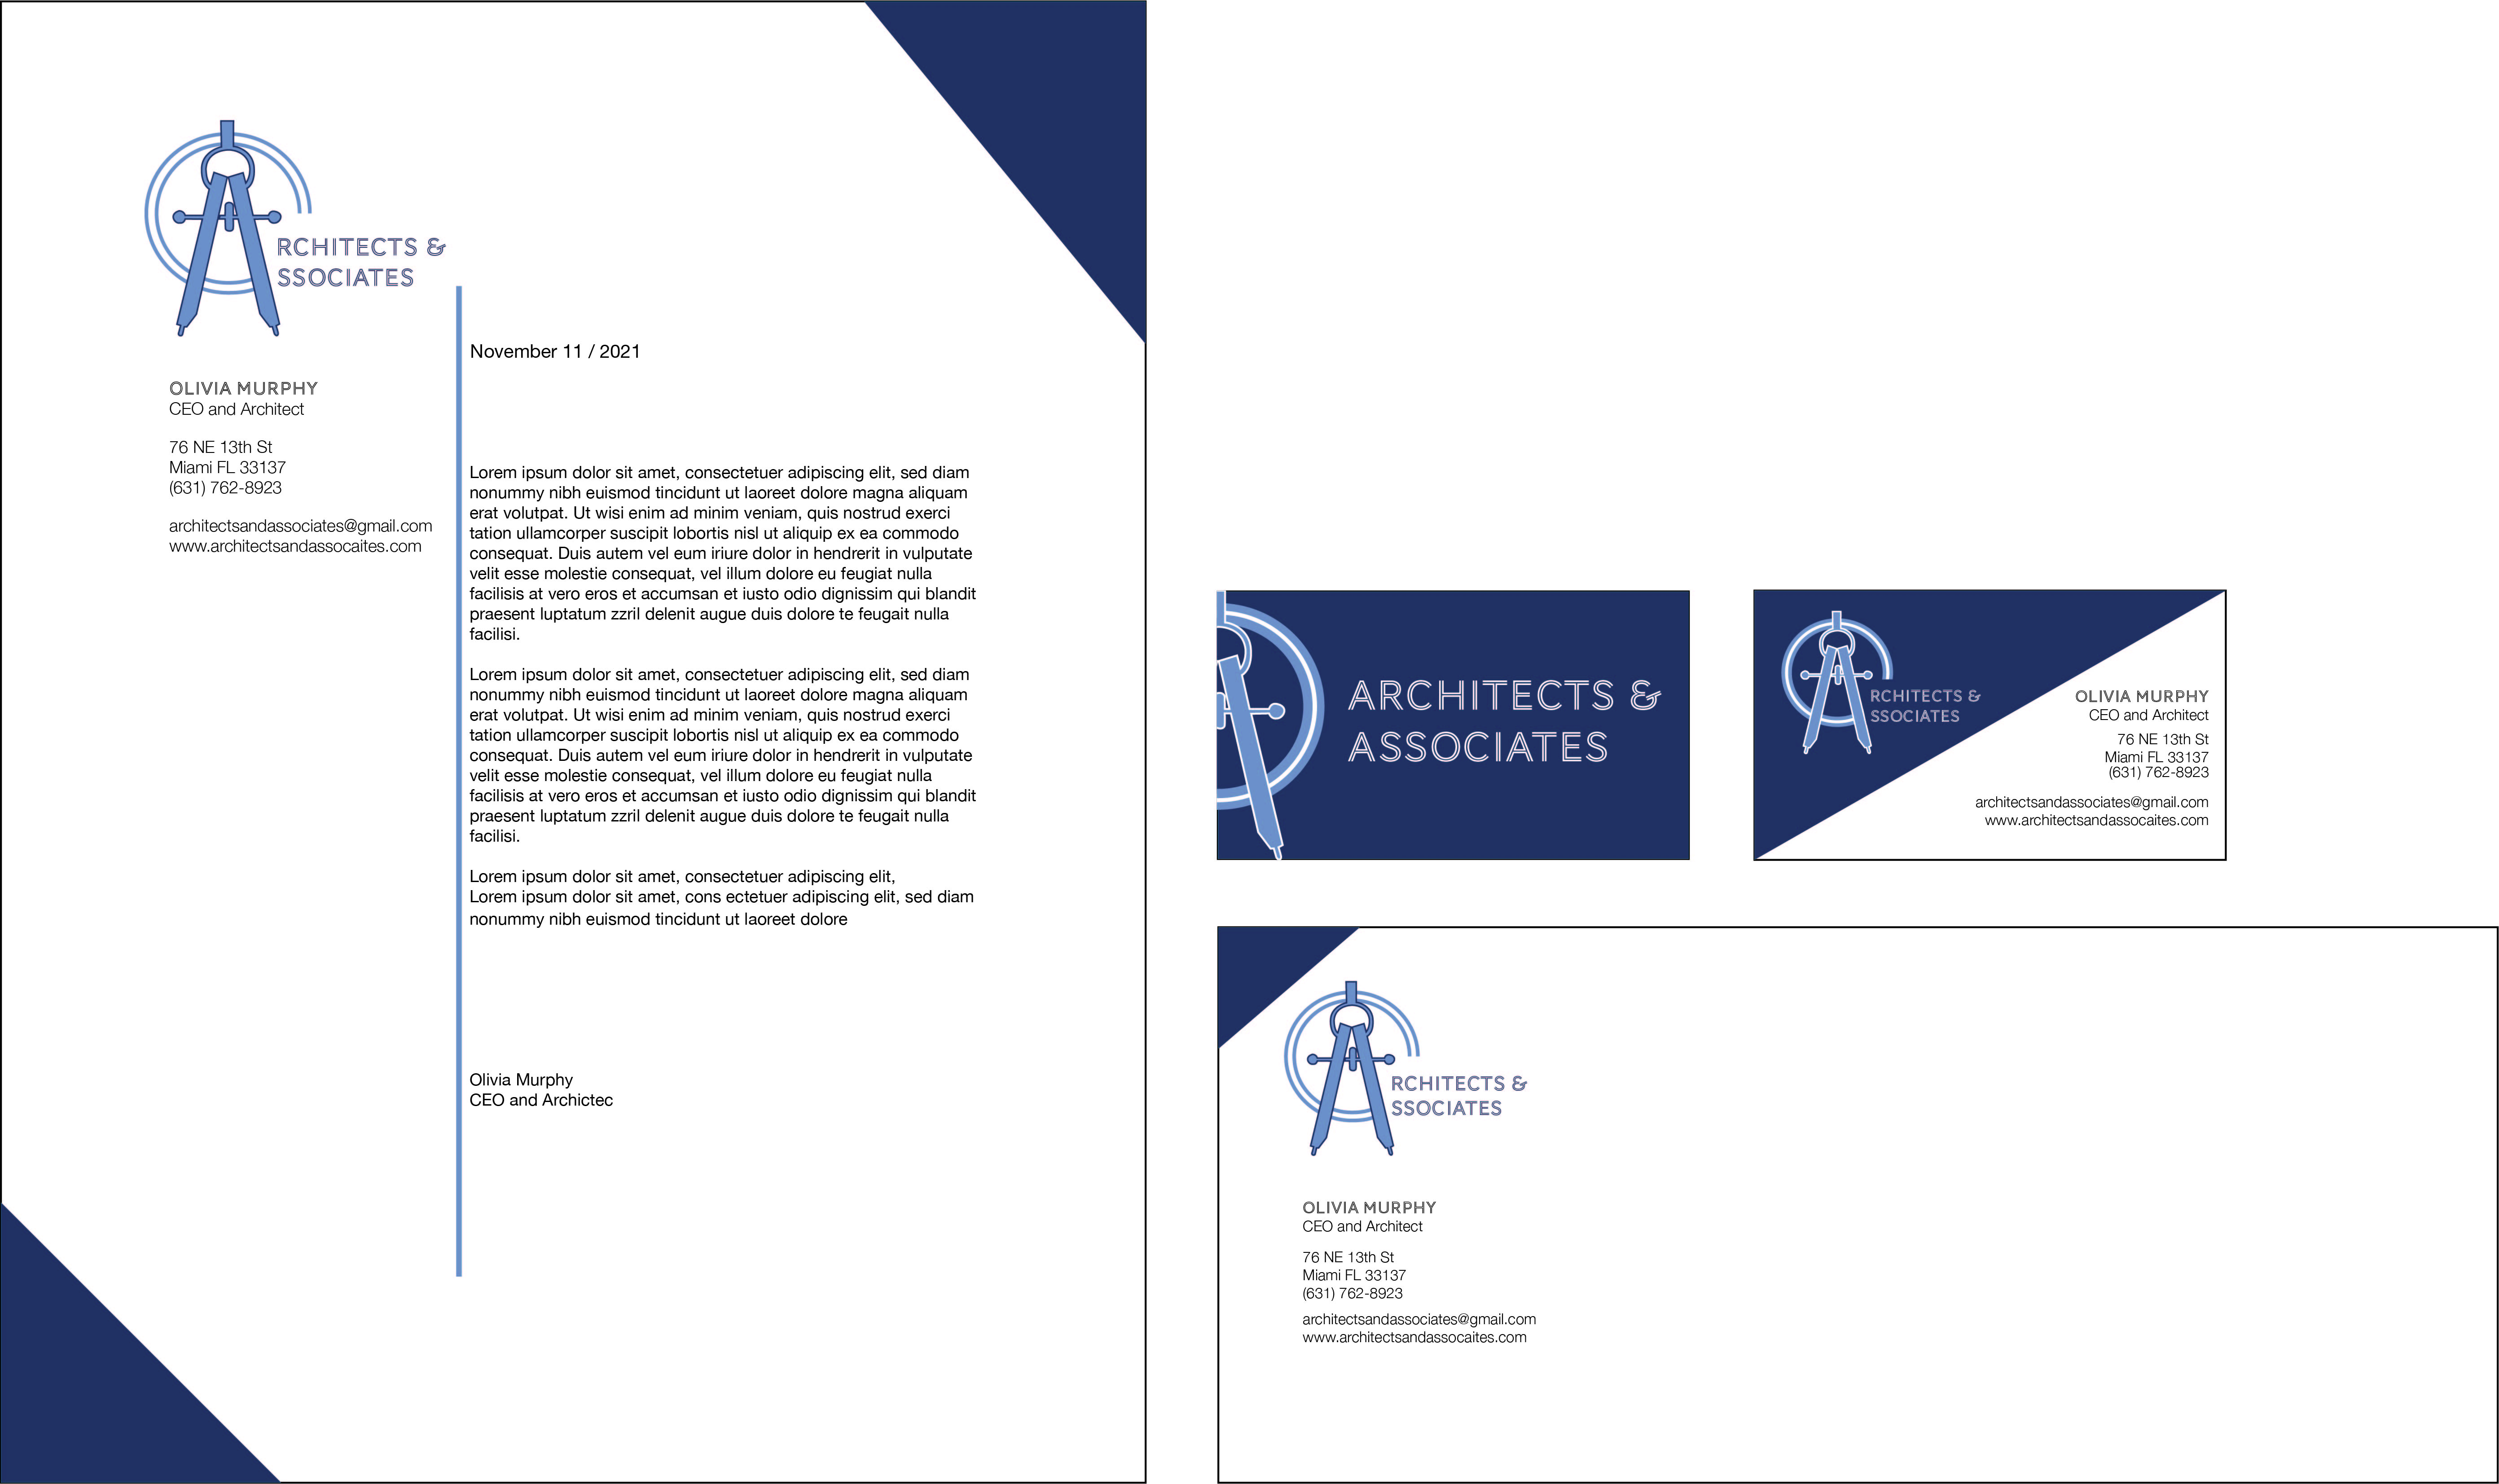 RCHITECTS &
SSOCIATES
OLIVIA MURPHY
CEO and Architect
76 NE 13th St
Miami FL 33137
(631) 762-8923
architectsandassociates@gmail.com
www.architectsandassocaites.com
November 11 / 2021
Lorem ipsum dolor sit amet, consectetuer adipiscing elit, sed diam
nonummy nibh euismod tincidunt ut laoreet dolore magna aliquam
erat volutpat. Ut wisi enim ad minim veniam, quis nostrud exerci
tation ullamcorper suscipit lobortis nisl ut aliquip ex ea commodo
consequat. Duis autem vel eum iriure dolor in hendrerit in vulputate
velit esse molestie consequat, vel illum dolore eu feugiat nulla
facilisis at vero eros et accumsan et iusto odio dignissim qui blandit
praesent luptatum zzril delenit augue duis dolore te feugait nulla
facilisi.
Lorem ipsum dolor sit amet, consectetuer adipiscing elit, sed diam
nonummy nibh euismod tincidunt ut laoreet dolore magna aliquam
erat volutpat. Ut wisi enim ad minim veniam, quis nostrud exerci
tation ullamcorper suscipit lobortis nisl ut aliquip ex ea commodo
consequat. Duis autem vel eum iriure dolor in hendrerit in vulputate
velit esse molestie consequat, vel illum dolore eu feugiat nulla
facilisis at vero eros et accumsan et iusto odio dignissim qui blandit
praesent luptatum zzril delenit augue duis dolore te feugait nulla
facilisi.
Lorem ipsum dolor sit amet, consectetuer adipiscing elit,
Lorem ipsum dolor sit amet, cons ectetuer adipiscing elit, sed diam
nonummy nibh euismod tincidunt ut laoreet dolore
Olivia Murphy
CEO and Archictec
ARCHITECTS &
ASSOCIATES
RCHITECTS &
SSOCIATES
OLIVIA MURPHY
CEO and Architect
76 NE 13th St
Miami FL 33137
(631) 762-8923
architectsandassociates@gmail.com
www.architectsandassocaites.com
RCHITECTS &
SSOCIATES
OLIVIA MURPHY
CEO and Architect
76 NE 13th St
Miami FL 33137
(631) 762-8923
architectsandassociates@gmail.com
www.architectsandassocaites.com